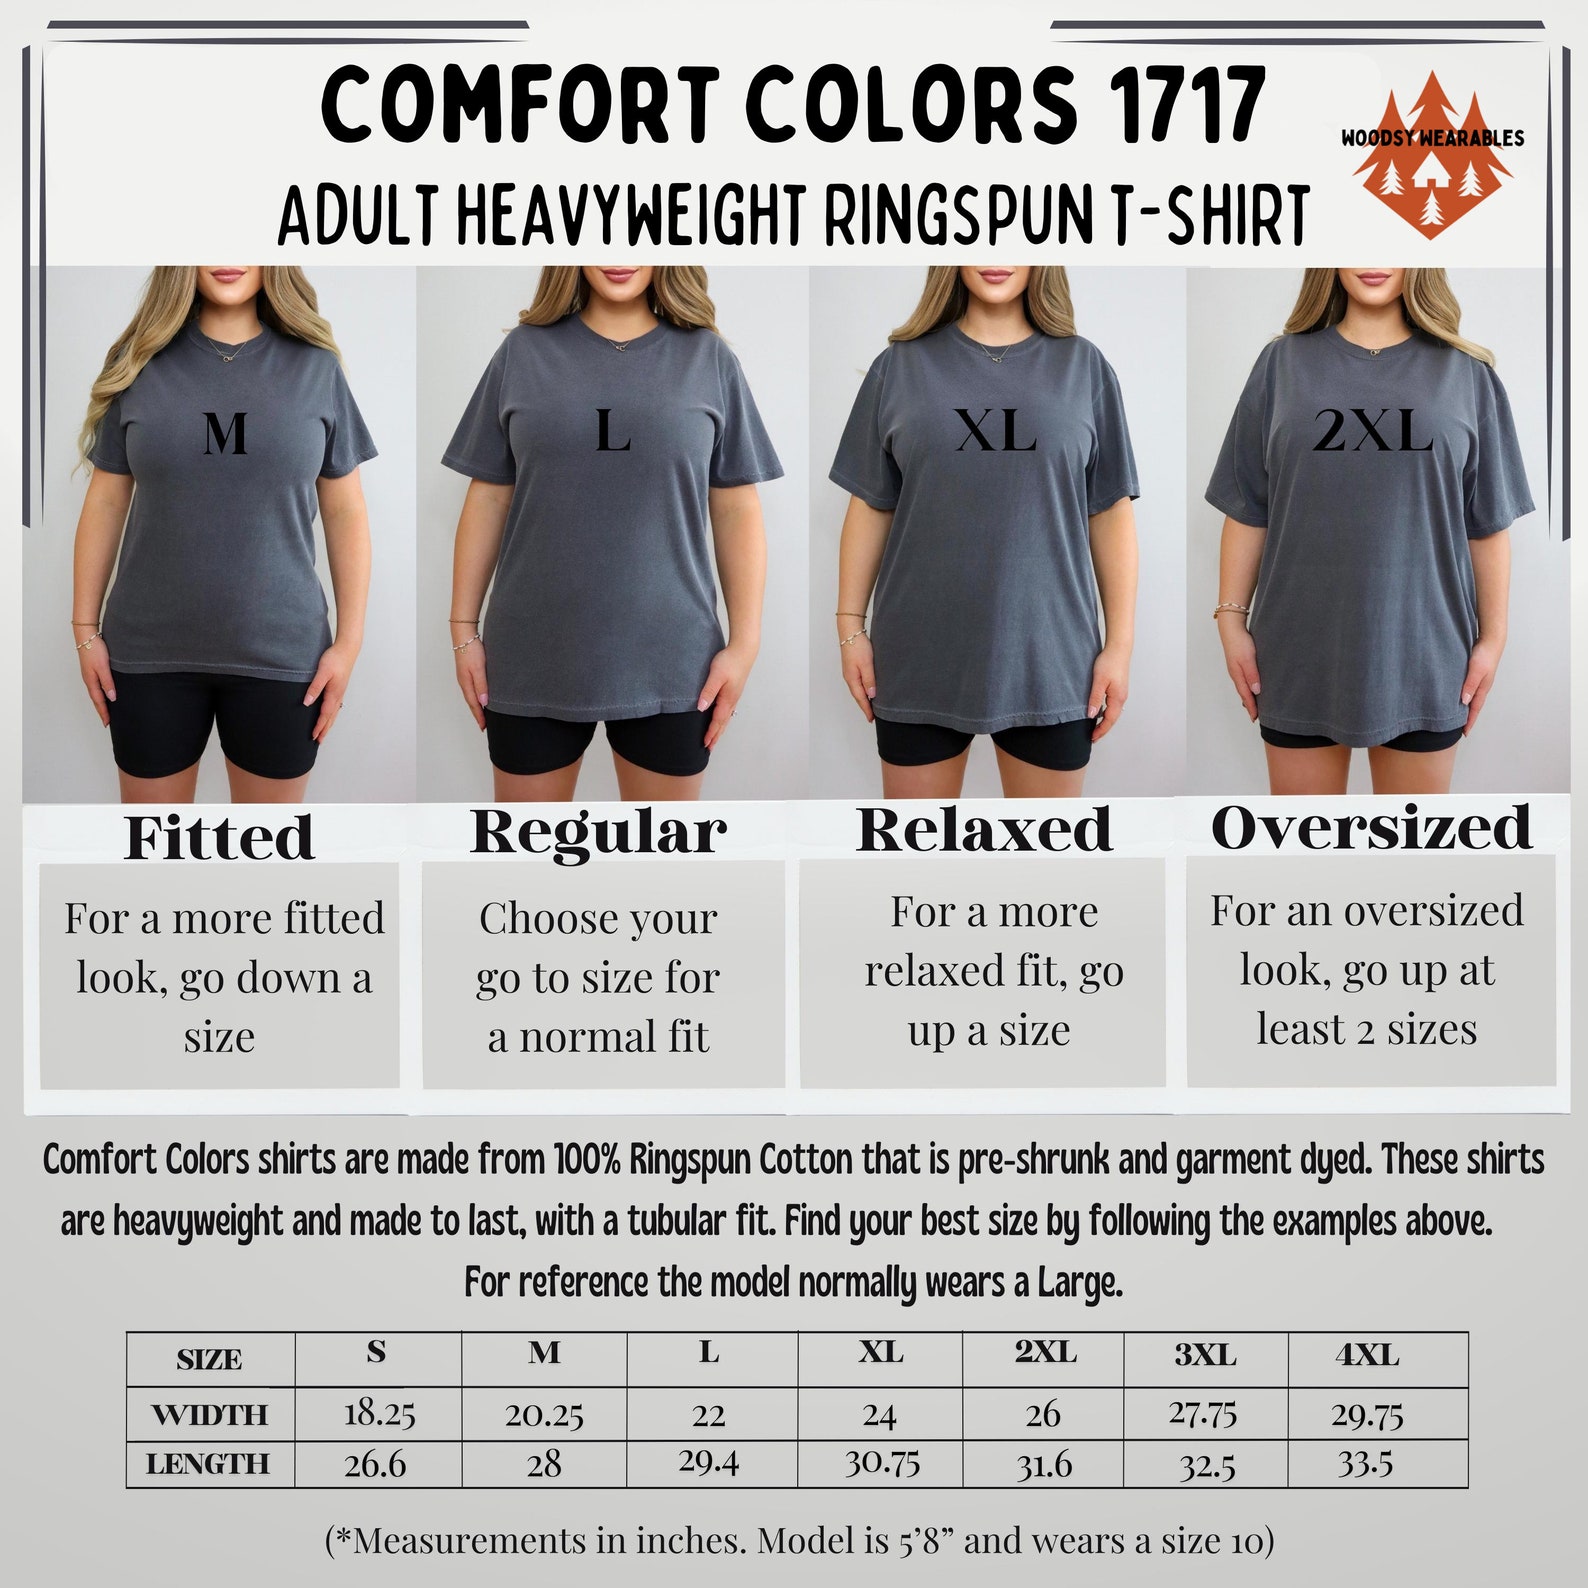 COMFORT COLORS 1717
WOODSY WEARABLES
ADULT HEAVYWEIGHT RINGSPUN T-SHIRT
M
L
XL
2XL
Fitted
Regular
Relaxed
Oversized
For a more fitted
look, go down a
size
Choose your
go to size for
a normal fit
For a more
relaxed fit, go
up a size
For an oversized
look, go up at
least 2 sizes
Comfort Colors shirts are made from 100% Ringspun Cotton that is pre-shrunk and garment dyed. These shirts
are heavyweight and made to last, with a tubular fit. Find your best size by following the examples above.
For reference the model normally wears a Large.
SIZE S M L XL 2XL 3XL 4XL
WIDTH 18.25 20.25 22 24 26 27.75 29.75
LENGTH 26.6 28 29.4 30.75 31.6 32.5 33.5
(*Measurements in inches. Model is 5’8” and wears a size 10)